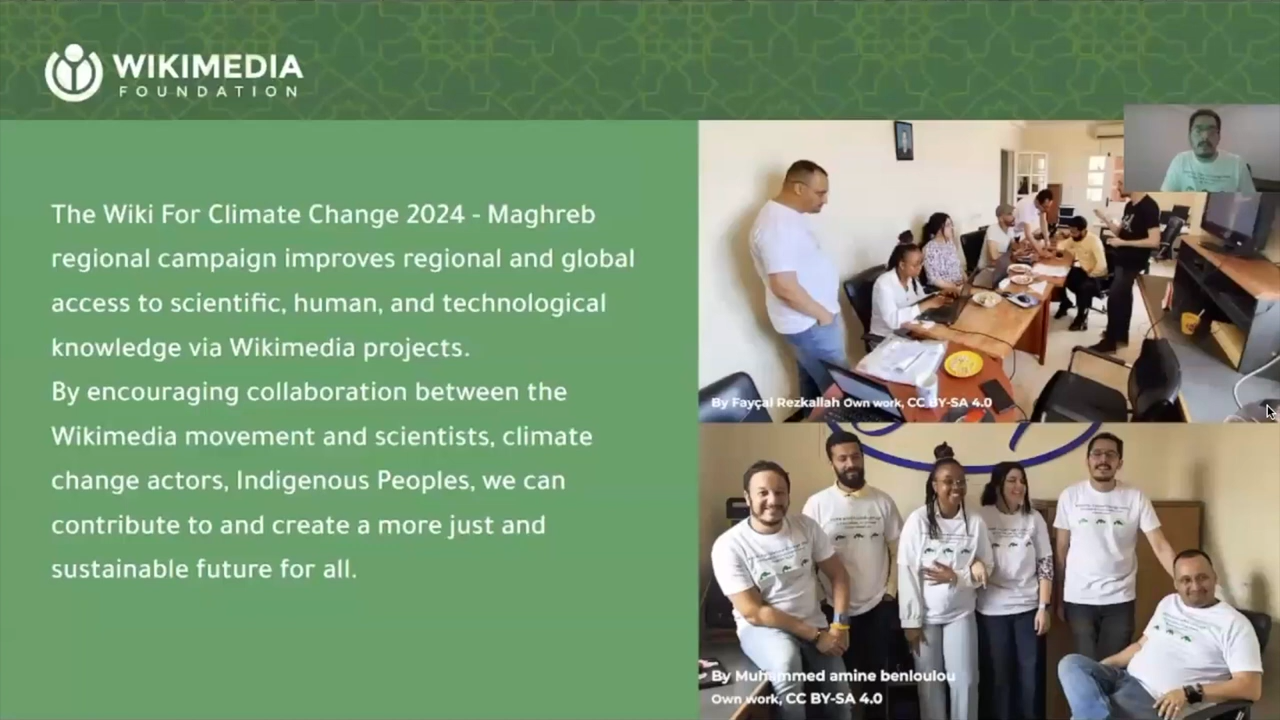 WIKIMEDIA
FOUNDATION
The Wiki For Climate Change 2024 - Maghreb
regional campaign improves regional and global
access to scientific, human, and technological
knowledge via Wikimedia projects.
By encouraging collaboration between the
Wikimedia movement and scientists, climate
change actors, Indigenous Peoples, we can
contribute to and create a more just and
sustainable future for all.
By Fayçal Rezkallah Own work, CC BY-SA 4.0
By Muhammed amine benloulou
Own work, CC BY-SA 4.0